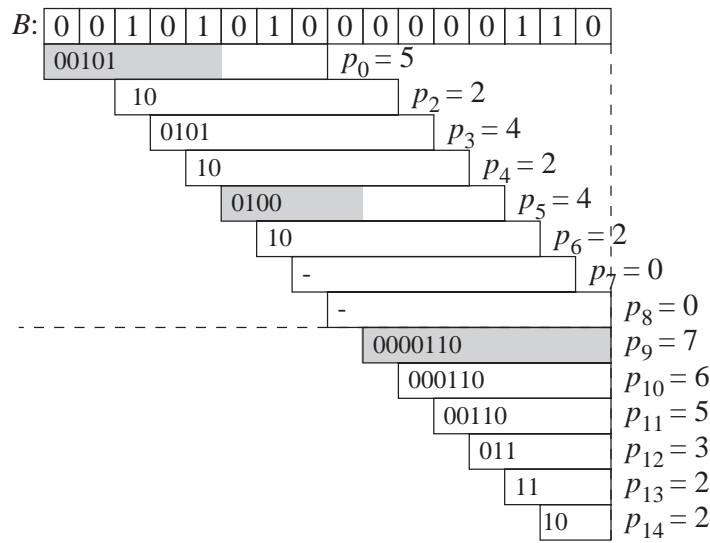 B: 0 0 1 0 1 0 1 0 0 0 0 0 0 1 1 0
00101 p0 = 5
10 p2 = 2
0101 p3 = 4
10 p4 = 2
0100 p5 = 4
10 p6 = 2
- p7 = 0
- p8 = 0
0000110 p9 = 7
000110 p10 = 6
00110 p11 = 5
011 p12 = 3
11 p13 = 2
10 p14 = 2